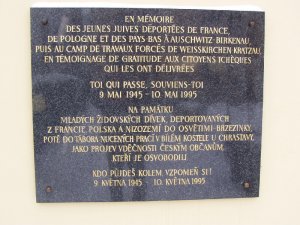 EN MÉMOIRE
DES JEUNES JUIVES DÉPORTÉES DE FRANCE,
DE POLOGNE ET DES PAYS-BAS À AUSCHWITZ-BIRKENAU,
PUIS AU CAMP DE TRAVAUX FORCÉS DE WEISSKIRCHEN KRATZAU,
EN TÉMOIGNAGE DE GRATITUDE AUX CITOYENS TCHÈQUES
QUI LES ONT DÉLIVRÉES
TOI QUI PASSE, SOUVIENS-TOI
9 MAI 1945 - 10. MAI 1995
NA PAMÁTKU
MLADÝCH ŽIDOVSKÝCH DÍVEK, DEPORTOVANÝCH
Z FRANCIE, POLSKA A NIZOZEMÍ DO OSVĚTIMI-BŘEZINKY,
POTÉ DO TÁBORA NUCENÝCH PRACÍ V BÍLÉM KOSTELE U CHRASTAVY,
JAKO PROJEV VDĚČNOSTI ČESKÝM OBČANŮM,
KTEŘÍ JE OSVOBODILI
KDO PŮJDEŠ KOLEM VZPOMEŇ SI!
9 KVĚTNA 1945 - 10. KVĚTNA 1995